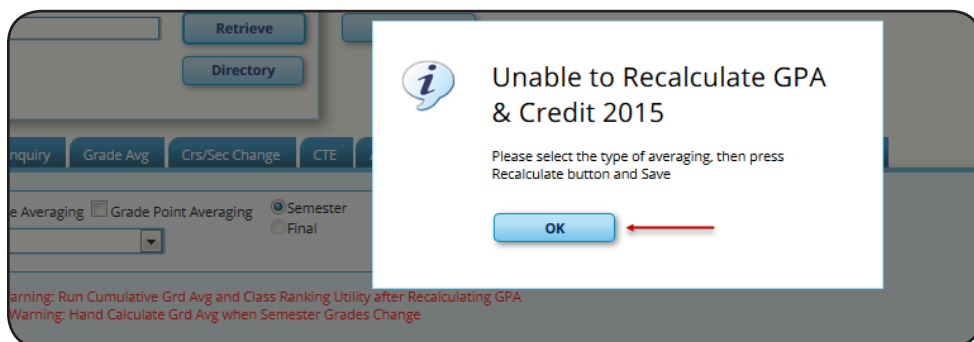 Retrieve
Directory
Unable to Recalculate GPA
& Credit 2015
Please select the type of averaging, then press
Recalculate button and Save
OK
nquiry Grade Avg Crs/Sec Change CTE
e Averaging Grade Point Averaging Semester
Final
arning: Run Cumulative Grd Avg and Class Ranking Utility after Recalculating GPA
Warning: Hand Calculate Grd Avg when Semester Grades Change